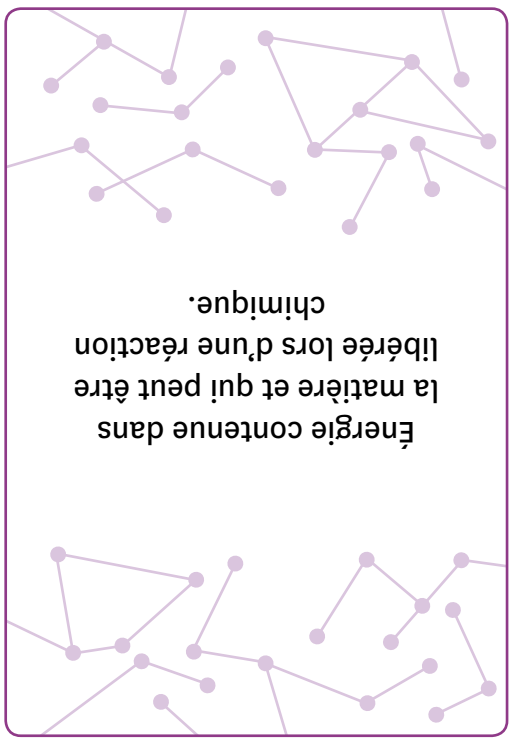 Énergie contenue dans
la matière et qui peut être
libérée lors d'une réaction
chimique.